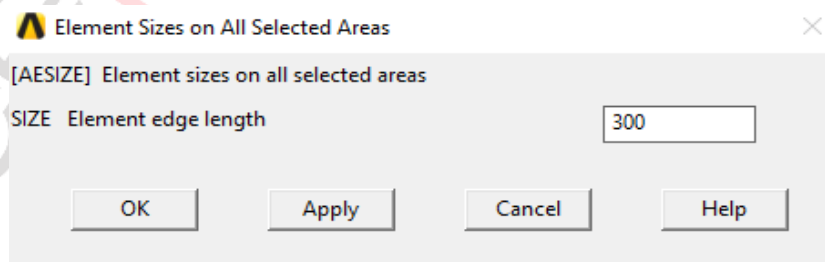 Element Sizes on All Selected Areas
[AESIZE] Element sizes on all selected areas
SIZE Element edge length 300
OK Apply Cancel Help